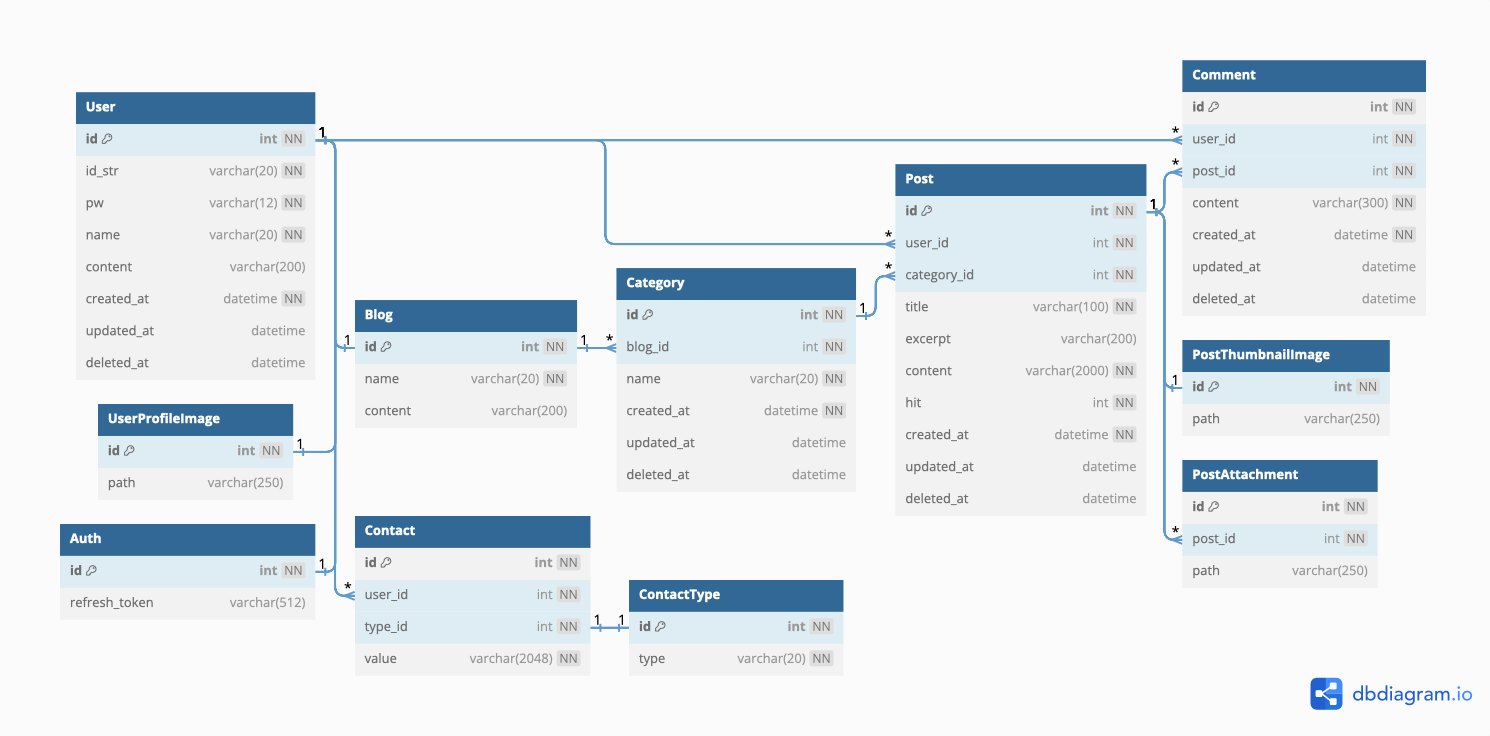 User
id int NN
id_str varchar(20) NN
pw varchar(12) NN
name varchar(20) NN
content varchar(200)
created_at datetime NN
updated_at datetime
deleted_at datetime
1
UserProfileImage
id int NN
path varchar(250)
1
Auth
id int NN
refresh_token varchar(512)
1
1
Blog
id int NN
name varchar(20) NN
content varchar(200)
1
*
Contact
id int NN
user_id int NN
type_id int NN
value varchar(2048) NN
*
1
1
ContactType
id int NN
type varchar(20) NN
Category
id int NN
blog_id int NN
name varchar(20) NN
created_at datetime NN
updated_at datetime
deleted_at datetime
1
*
*
Post
id int NN
user_id int NN
category_id int NN
title varchar(100) NN
excerpt varchar(200)
content varchar(2000) NN
hit int NN
created_at datetime NN
updated_at datetime
deleted_at datetime
1
*
*
Comment
id int NN
user_id int NN
post_id int NN
content varchar(300) NN
created_at datetime NN
updated_at datetime
deleted_at datetime
1
PostThumbnailImage
id int NN
path varchar(250)
*
PostAttachment
id int NN
post_id int NN
path varchar(250)
dbdiagram.io